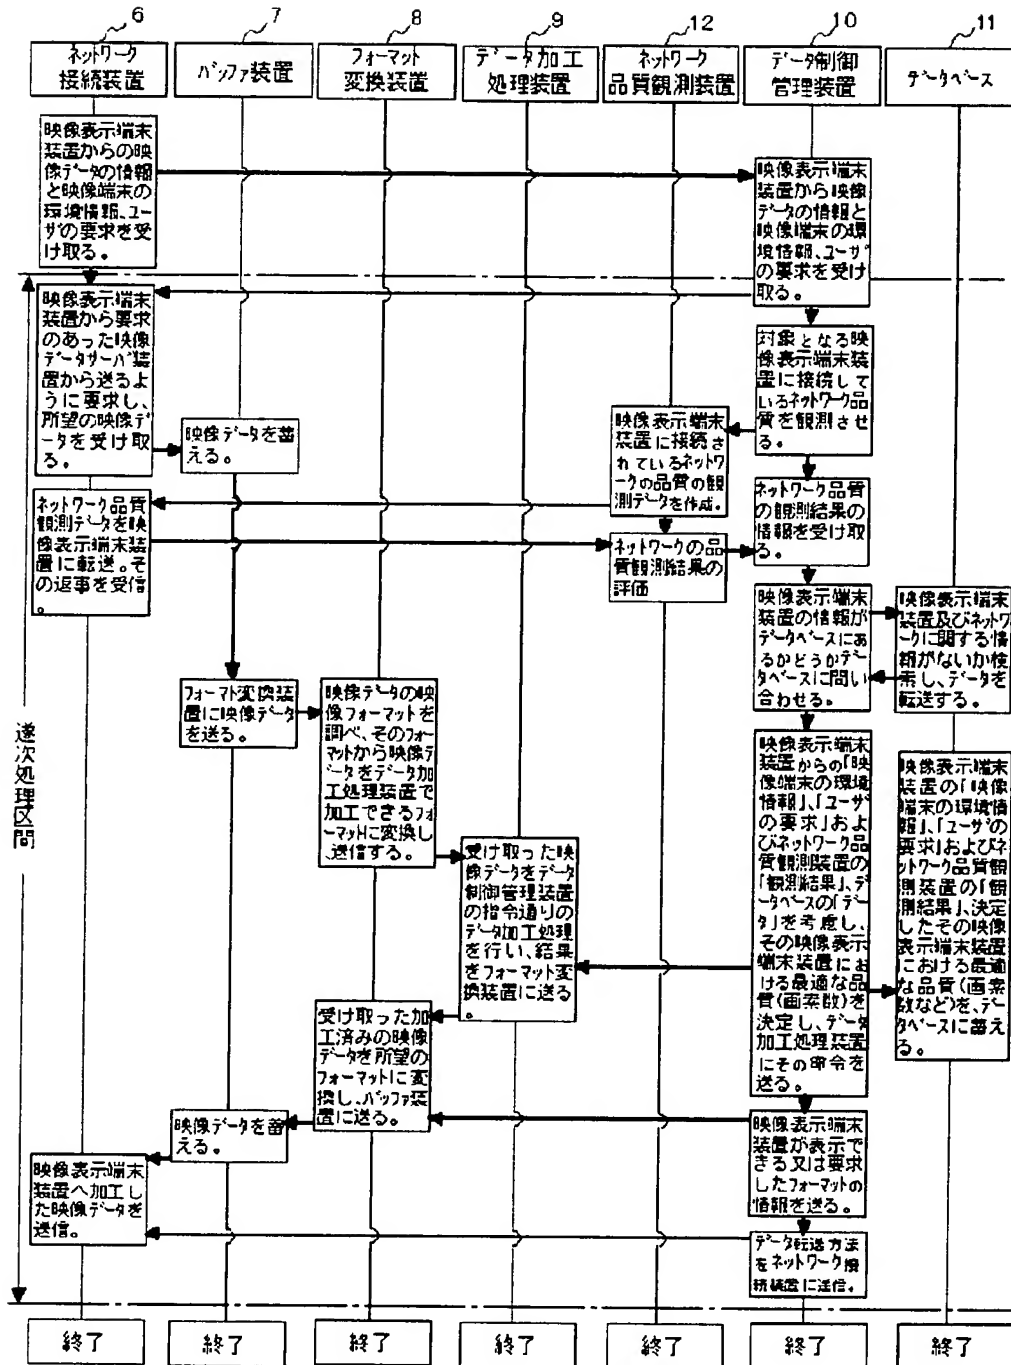 6
7
8
9
12
10
11
ネットワーク
接続装置
バッファ装置
フォーマット
変換装置
データ加工
処理装置
ネットワーク
品質観測装置
データ制御
管理装置
データベース
映像表示端末
装置からの映
像データの情報
と映像端末の
環境情報、ユー
ザの要求を受
け取る。
映像表示端末
装置から映像
データの情報と
映像端末の環
境情報、ユーザ
の要求を受け
取る。
映像表示端末
装置から要求
のあった映像
データサーバ装
置から送るよ
うに要求し、
所望の映像デ
ータを受け取
る。
対象となる映
像表示端末装
置に接続して
いるネットワーク品
質を観測させ
る。
映像データを蓄
える。
映像表示端末
装置に接続さ
れているネットワ
ークの品質の観
測データを作成。
ネットワーク品質
観測データを映
像表示端末装
置に転送。そ
の返事を受信
。
ネットワークの品
質観測結果の
評価
ネットワーク品質
の観測結果の
情報を受け取
る。
映像表示端末
装置の情報が
データベースにあ
るかどうかデー
タベースに問い
合わせる。
映像表示端末
装置及びネットワ
ークに関する情
報がないか検
索し、データを
転送する。
フォーマト変換装
置に映像データ
を送る。
映像データの映
像フォーマットを
調べ、そのフォー
マットから映像デ
ータをデータ加
工処理装置で
加工できるフォー
マットに変換し
、送信する。
映像表示端末
装置からの「映
像端末の環境
情報」、「ユーザ
の要求」およ
びネットワーク品
質観測装置の
「観測結果」、デ
ータベースの「デー
タ」を考慮し、
その映像表示
端末装置にお
ける最適な品
質(画素数)を
決定し、データ
加工処理装置
にその命令を
送る。
映像表示端末
装置の「映像
端末の環境情
報」、「ユーザの
要求」およびネ
ットワーク品質観
測装置の「観
測結果」、決定
したその映像
表示端末装置
における最適
な品質(画素
数など)を、デー
タベースに蓄え
る。
受け取った映
像データをデータ
制御管理装置
の指令通りの
データ加工処理
を行い、結果
をフォーマット変
換装置に送る
。
受け取った加
工済みの映像
データを所望の
フォーマットに変
換し、バッファ装
置に送る。
映像データを蓄
える。
映像表示端末
装置が表示で
きる又は要求
したフォーマットの
情報を送る。
映像表示端末
装置へ加工し
た映像データを
送信。
データ転送方法
をネットワーク接
続装置に送信。
逐次処理区間
終了
終了
終了
終了
終了
終了
終了